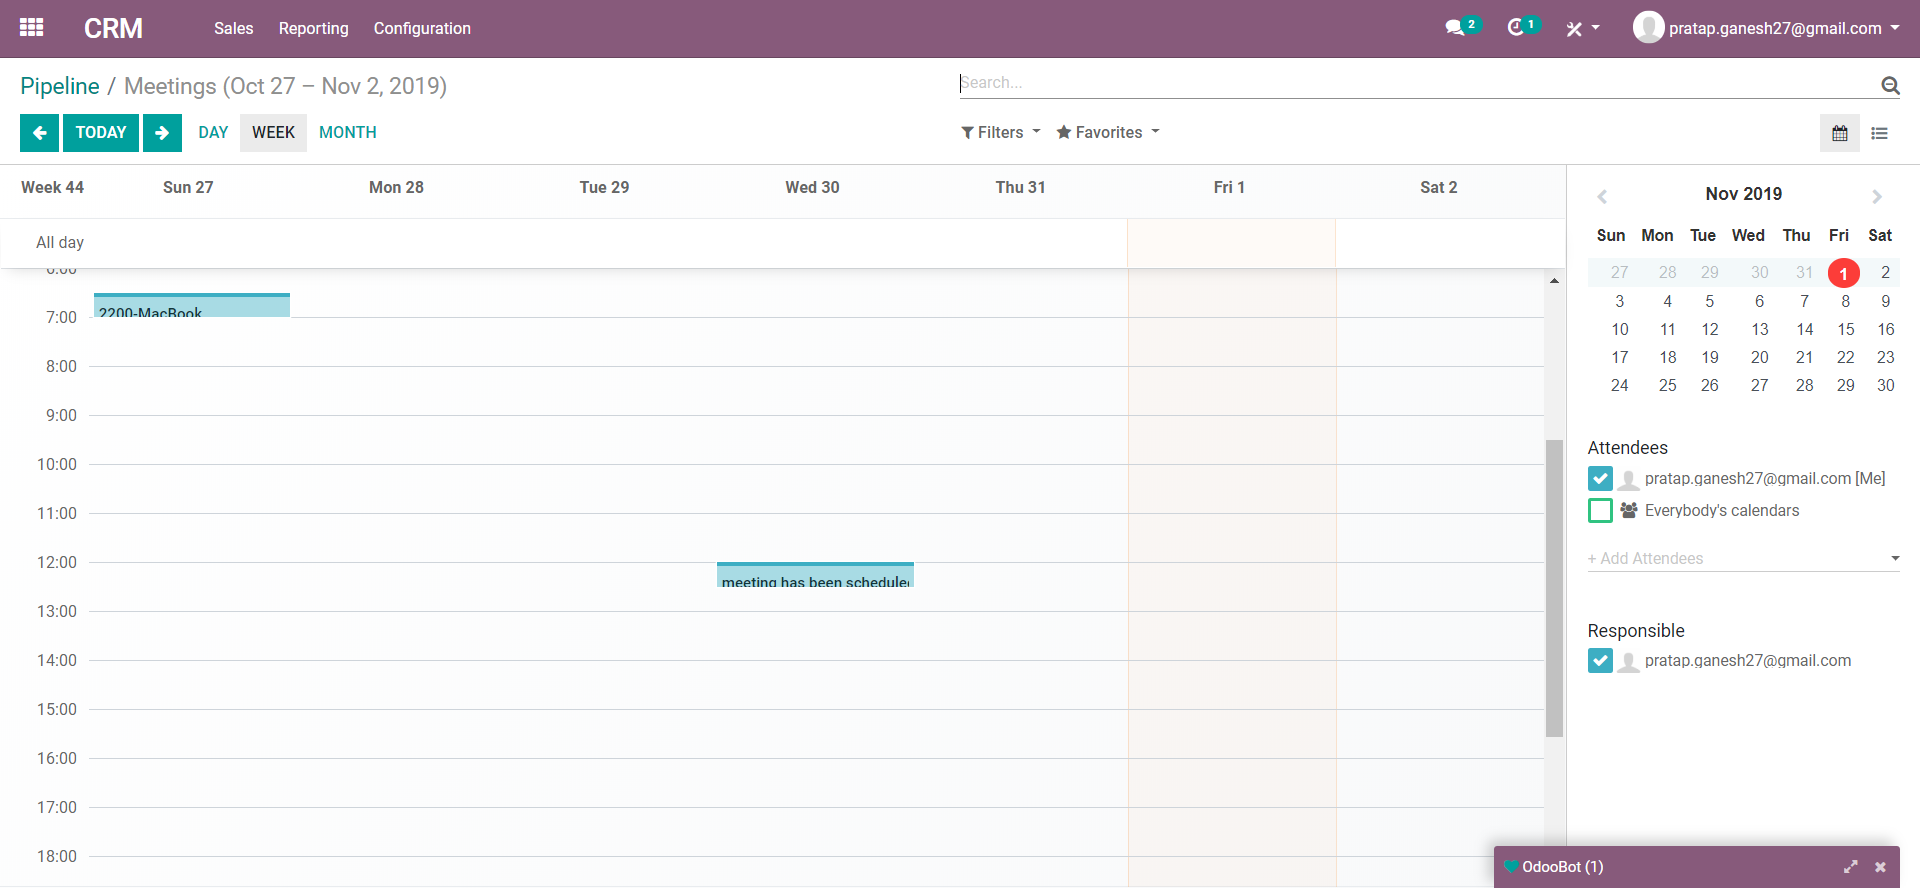 CRM Sales Reporting Configuration 2 1 pratap.ganesh27@gmail.com
Pipeline / Meetings (Oct 27 – Nov 2, 2019)
Search...
TODAY DAY WEEK MONTH
Filters Favorites
Week 44 Sun 27 Mon 28 Tue 29 Wed 30 Thu 31 Fri 1 Sat 2
All day
6:00
2200-MacBook
7:00
8:00
9:00
10:00
11:00
12:00
meeting has been scheduled
13:00
14:00
15:00
16:00
17:00
18:00
Nov 2019
Sun Mon Tue Wed Thu Fri Sat
27 28 29 30 31 1 2
3 4 5 6 7 8 9
10 11 12 13 14 15 16
17 18 19 20 21 22 23
24 25 26 27 28 29 30
Attendees
pratap.ganesh27@gmail.com [Me]
Everybody's calendars
+ Add Attendees
Responsible
pratap.ganesh27@gmail.com
OdooBot (1)